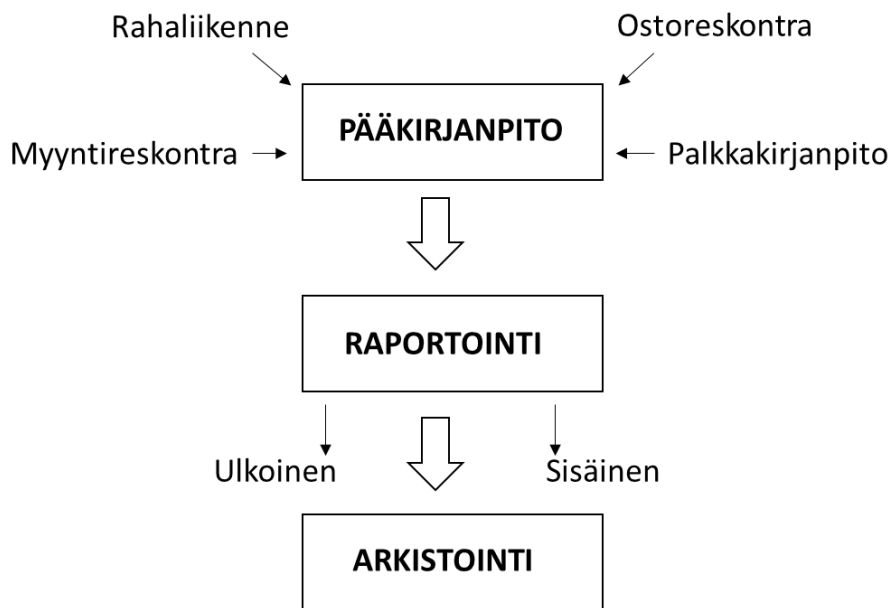 Rahaliikenne
Ostoreskontra
PÄÄKIRJANPITO
Myyntireskontra
Palkkakirjanpito
RAPORTOINTI
Ulkoinen
Sisäinen
ARKISTOINTI